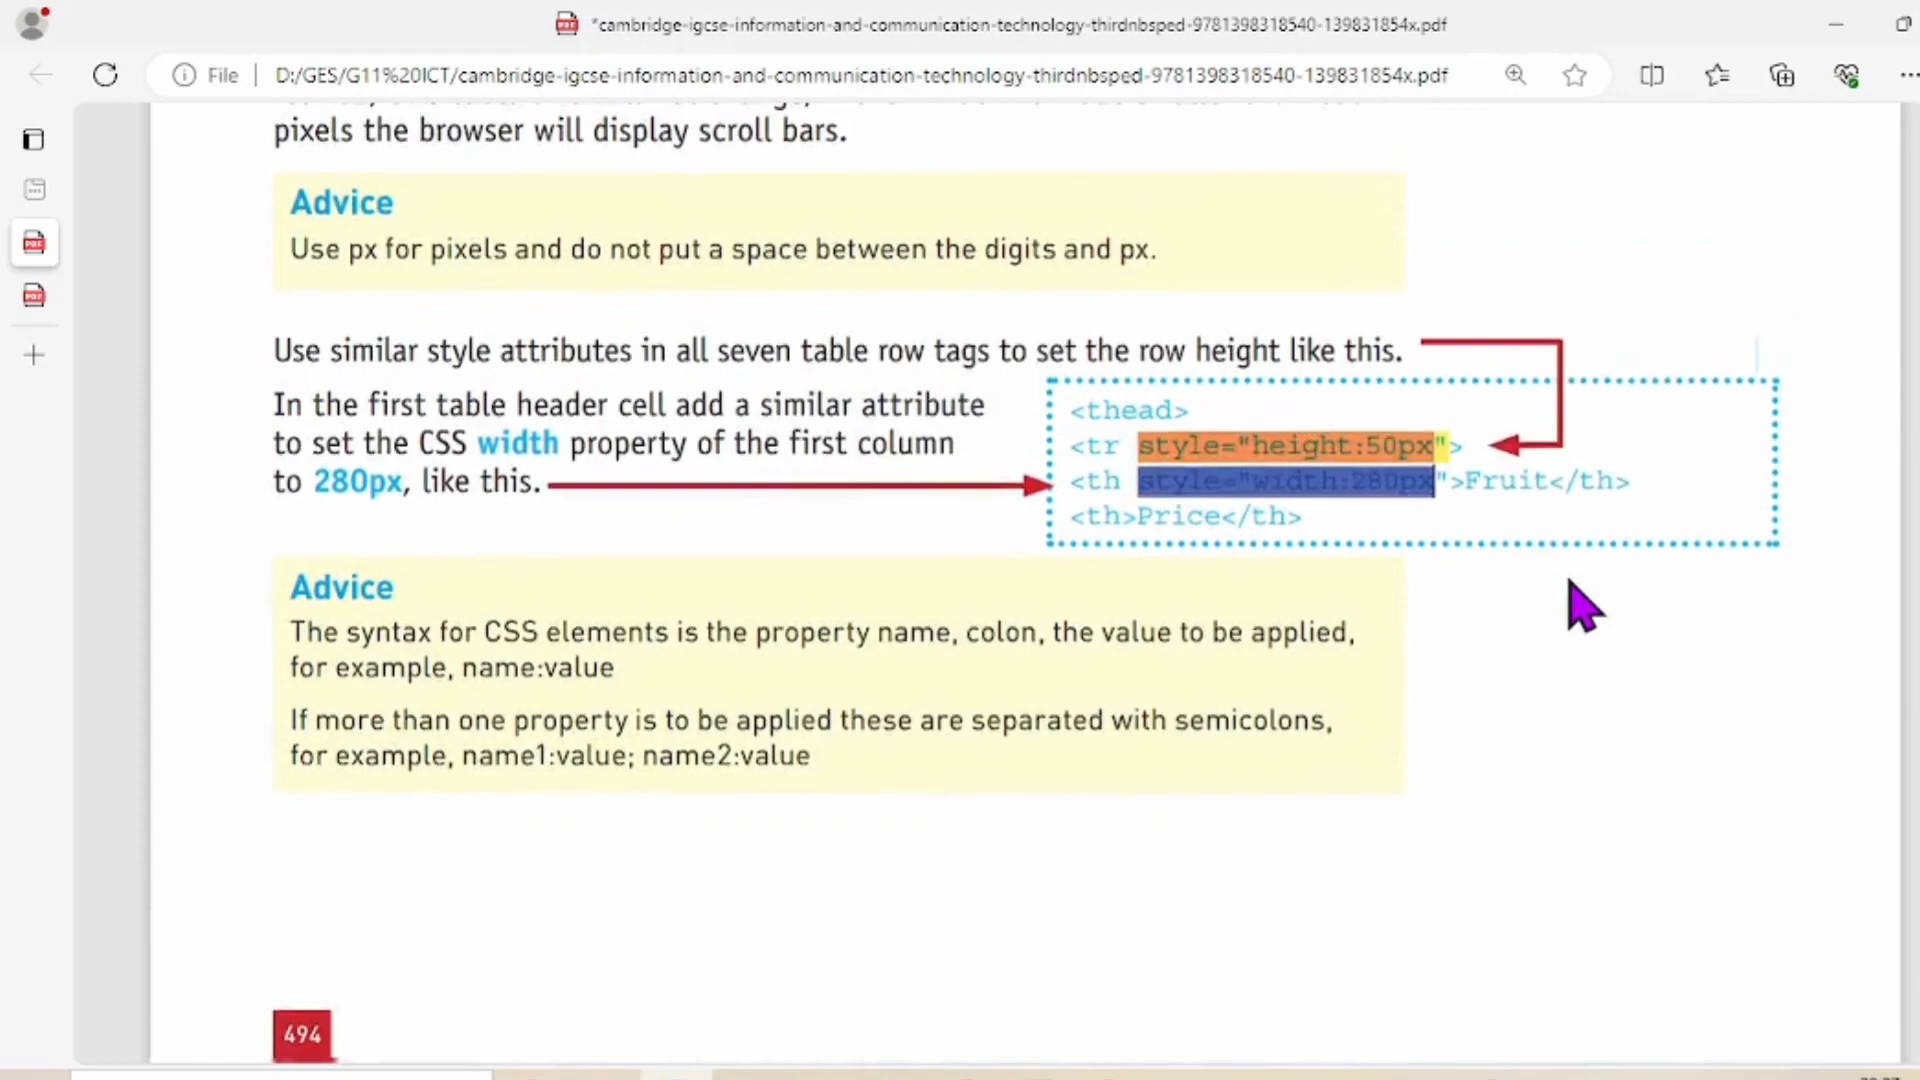 *cambridge-igcse-information-and-communication-technology-thirdnbsped-9781398318540-139831854x.pdf
File
D:/GES/G11%20ICT/cambridge-igcse-information-and-communication-technology-thirdnbsped-9781398318540-139831854x.pdf
pixels the browser will display scroll bars.
Advice
Use px for pixels and do not put a space between the digits and px.
Use similar style attributes in all seven table row tags to set the row height like this.
In the first table header cell add a similar attribute
to set the CSS width property of the first column
to 280px, like this.
<thead>
<tr style="height:50px">
<th style="width:280px">Fruit</th>
<th>Price</th>
Advice
The syntax for CSS elements is the property name, colon, the value to be applied,
for example, name:value
If more than one property is to be applied these are separated with semicolons,
for example, name1:value; name2:value
494